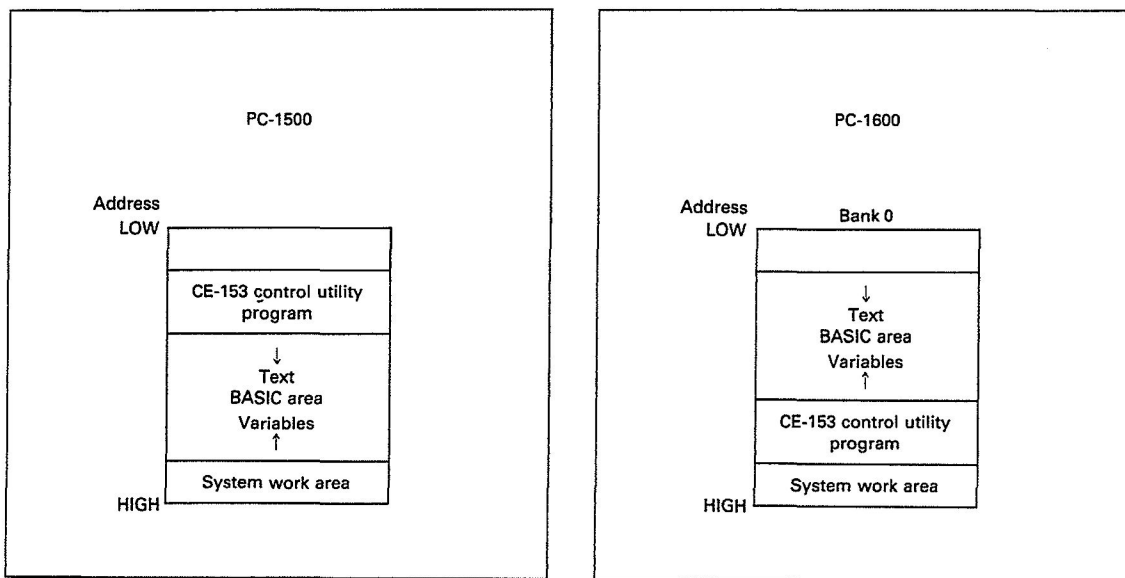 PC-1500
Address
LOW
CE-153 control utility
program
↓
Text
BASIC area
Variables
↑
System work area
HIGH
PC-1600
Address
LOW
Bank 0
↓
Text
BASIC area
Variables
↑
CE-153 control utility
program
System work area
HIGH